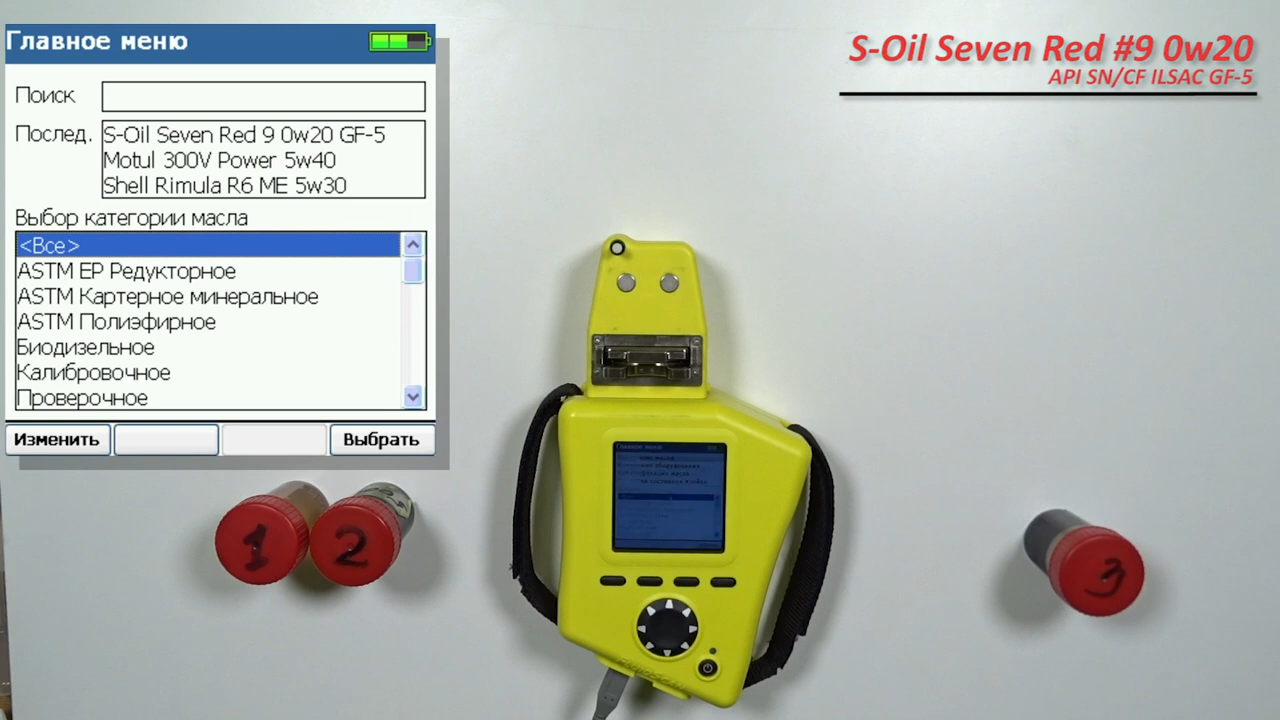 Главное меню
Поиск
Послед.
S-Oil Seven Red 9 0w20 GF-5
Motul 300V Power 5w40
Shell Rimula R6 ME 5w30
Выбор категории масла
<Все>
ASTM EP Редукторное
ASTM Картерное минеральное
ASTM Полиэфирное
Биодизельное
Калибровочное
Проверочное
Изменить
Выбрать
S-Oil Seven Red #9 0w20
API SN/CF ILSAC GF-5
Главное меню
1
2
3